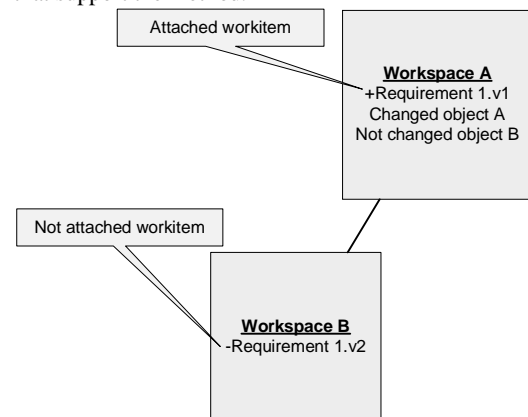 Attached workitem
Workspace A
+Requirement 1.v1
Changed object A
Not changed object B
Not attached workitem
Workspace B
-Requirement 1.v2